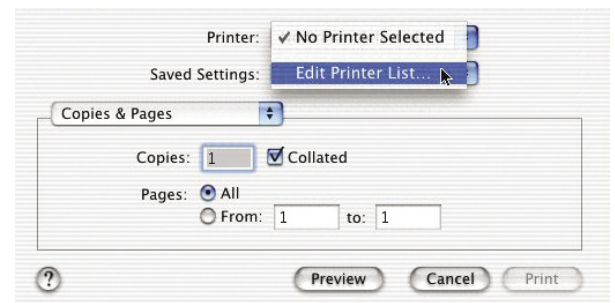 Printer: ✓ No Printer Selected
Saved Settings: Edit Printer List...
Copies & Pages
Copies: 1 Collated
Pages: All
From: 1 to: 1
? Preview Cancel Print